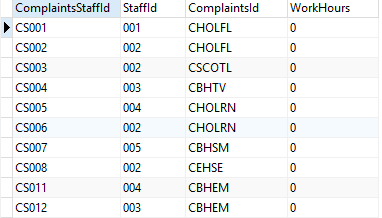 ComplaintsStaffId StaffId ComplaintsId WorkHours
CS001 001 CHOLFL 0
CS002 002 CHOLFL 0
CS003 002 CSCOTL 0
CS004 003 CBHTV 0
CS005 004 CHOLRN 0
CS006 002 CHOLRN 0
CS007 005 CBHSM 0
CS008 002 CEHSE 0
CS011 004 CBHEM 0
CS012 003 CBHEM 0